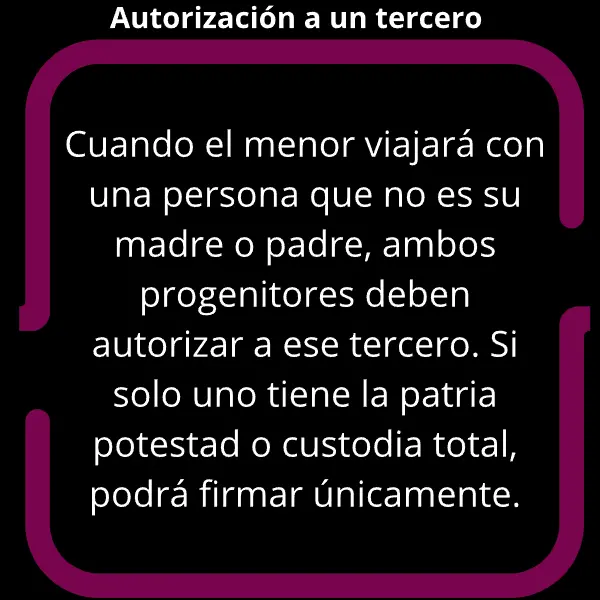 Autorización a un tercero
Cuando el menor viajará con
una persona que no es su
madre o padre, ambos
progenitores deben
autorizar a ese tercero. Si
solo uno tiene la patria
potestad o custodia total,
podrá firmar únicamente.